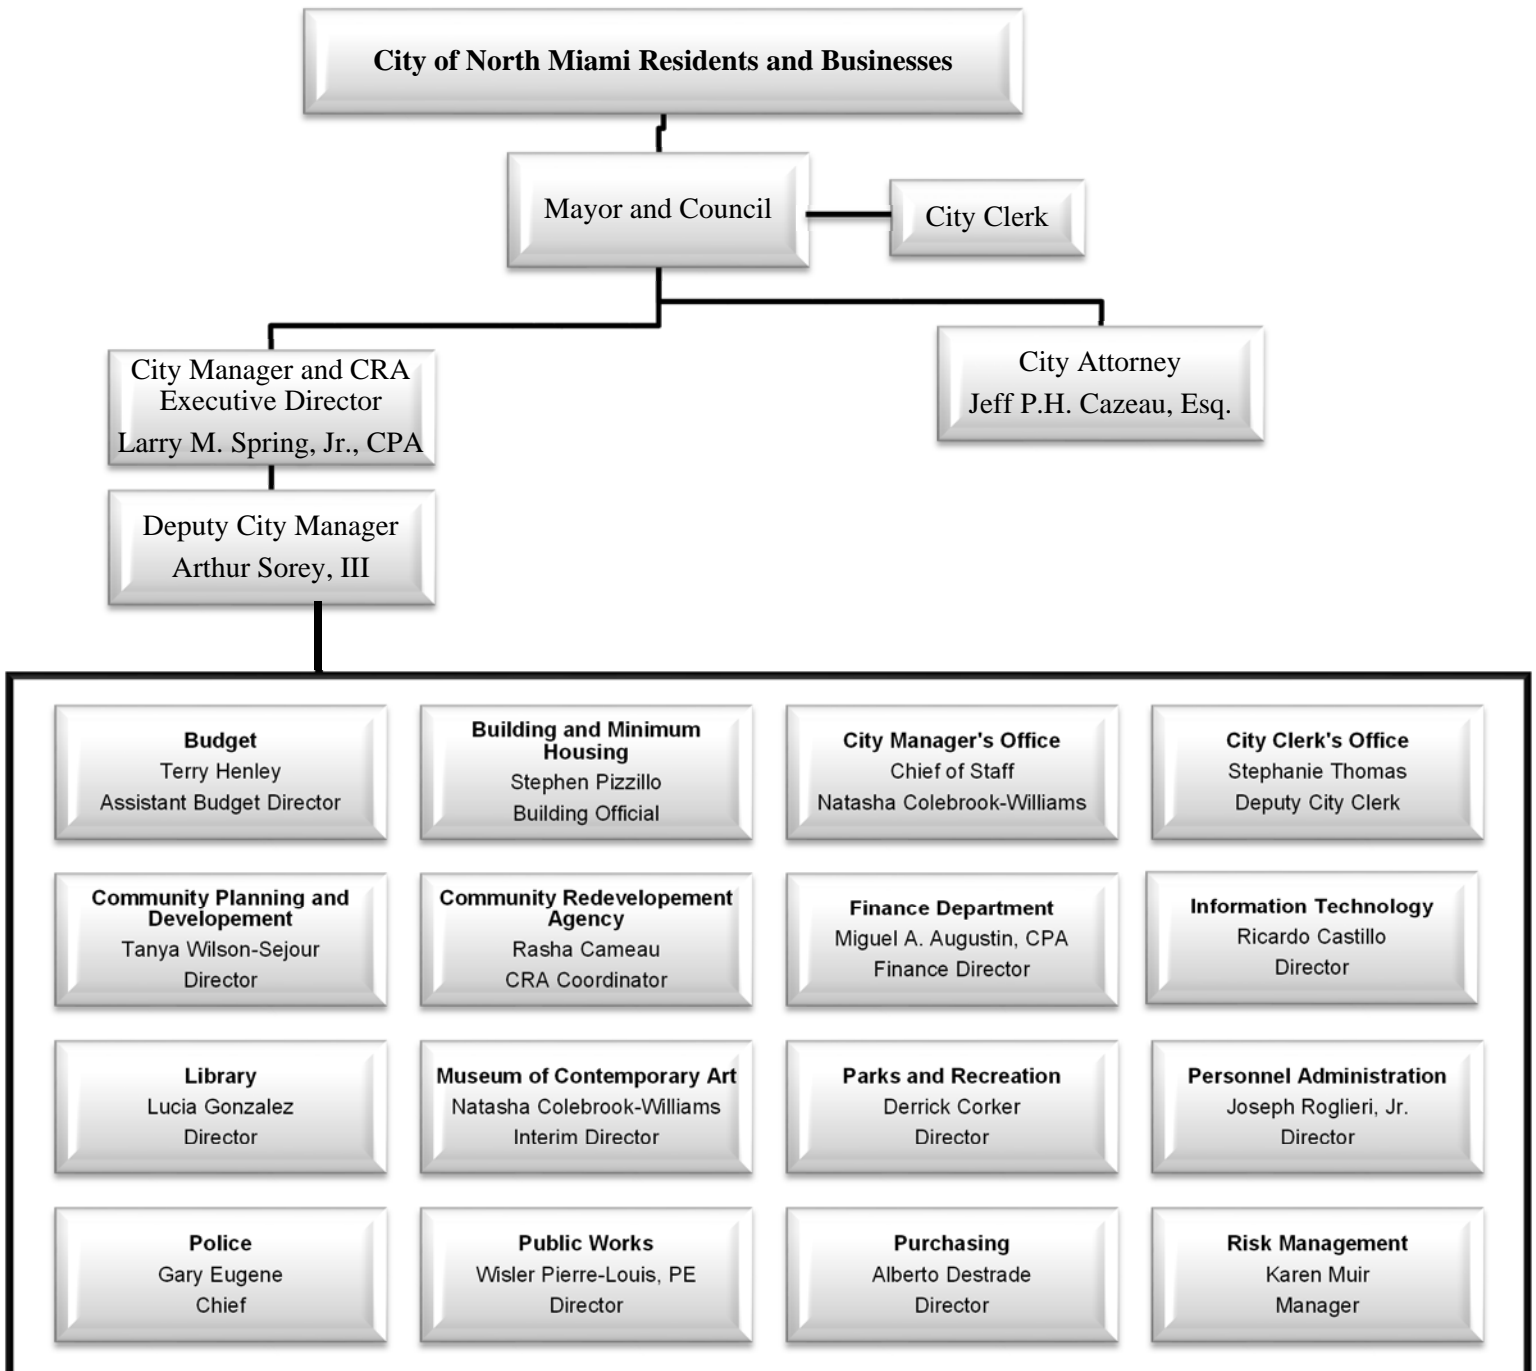 City of North Miami Residents and Businesses
Mayor and Council
City Clerk
City Manager and CRA
Executive Director
Larry M. Spring, Jr., CPA
City Attorney
Jeff P.H. Cazeau, Esq.
Deputy City Manager
Arthur Sorey, III
Budget
Terry Henley
Assistant Budget Director
Building and Minimum
Housing
Stephen Pizzillo
Building Official
City Manager's Office
Chief of Staff
Natasha Colebrook-Williams
City Clerk's Office
Stephanie Thomas
Deputy City Clerk
Community Planning and
Developement
Tanya Wilson-Sejour
Director
Community Redevelopement
Agency
Rasha Cameau
CRA Coordinator
Finance Department
Miguel A. Augustin, CPA
Finance Director
Information Technology
Ricardo Castillo
Director
Library
Lucia Gonzalez
Director
Museum of Contemporary Art
Natasha Colebrook-Williams
Interim Director
Parks and Recreation
Derrick Corker
Director
Personnel Administration
Joseph Roglieri, Jr.
Director
Police
Gary Eugene
Chief
Public Works
Wisler Pierre-Louis, PE
Director
Purchasing
Alberto Destrade
Director
Risk Management
Karen Muir
Manager